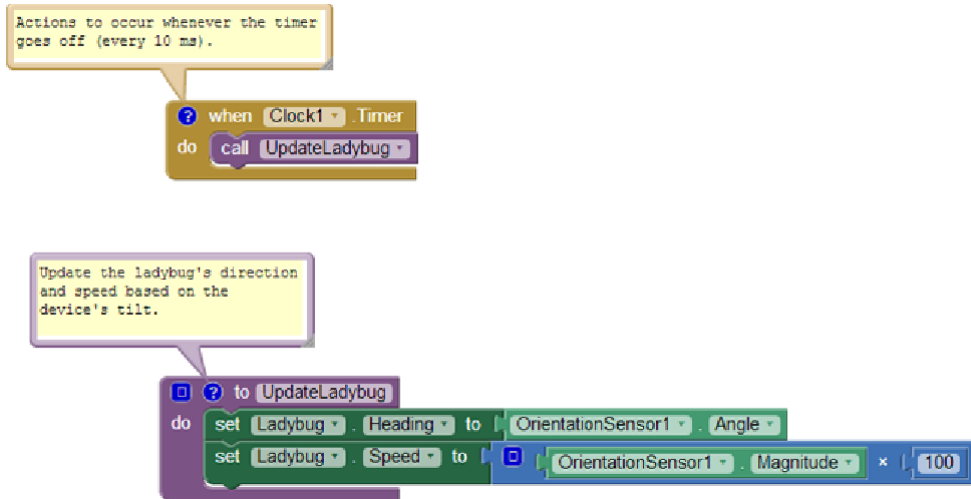 Actions to occur whenever the timer
goes off (every 10 ms).
? when Clock1 .Timer
do call UpdateLadybug
Update the ladybug's direction
and speed based on the
device's tilt.
? to UpdateLadybug
do set Ladybug . Heading to OrientationSensor1 . Angle
set Ladybug . Speed to OrientationSensor1 . Magnitude × 100